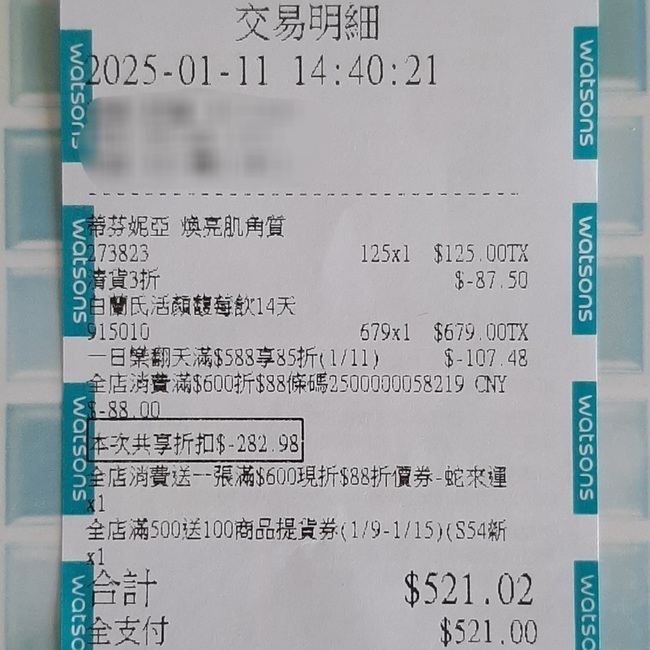 交易明細
2025-01-11 14:40:21
蒂芬妮亞 煥亮肌角質
273823 125x1 $125.00TX
清貨3折 $-87.50
白蘭氏活顏馥莓飲14天
915010 679x1 $679.00TX
一日樂翻天滿$588享85折(1/11) $-107.48
全店消費滿$600折$88條碼2500000058219 CNY
$-88.00
本次共享折扣$-282.98
全店消費送一張滿$600現折$88折價券-蛇來運
x1
全店滿500送100商品提貨券(1/9-1/15)(S54新
x1
合計 $521.02
全支付 $521.00
watsons
watsons
watsons
watsons
watsons
watsons
watsons
watsons